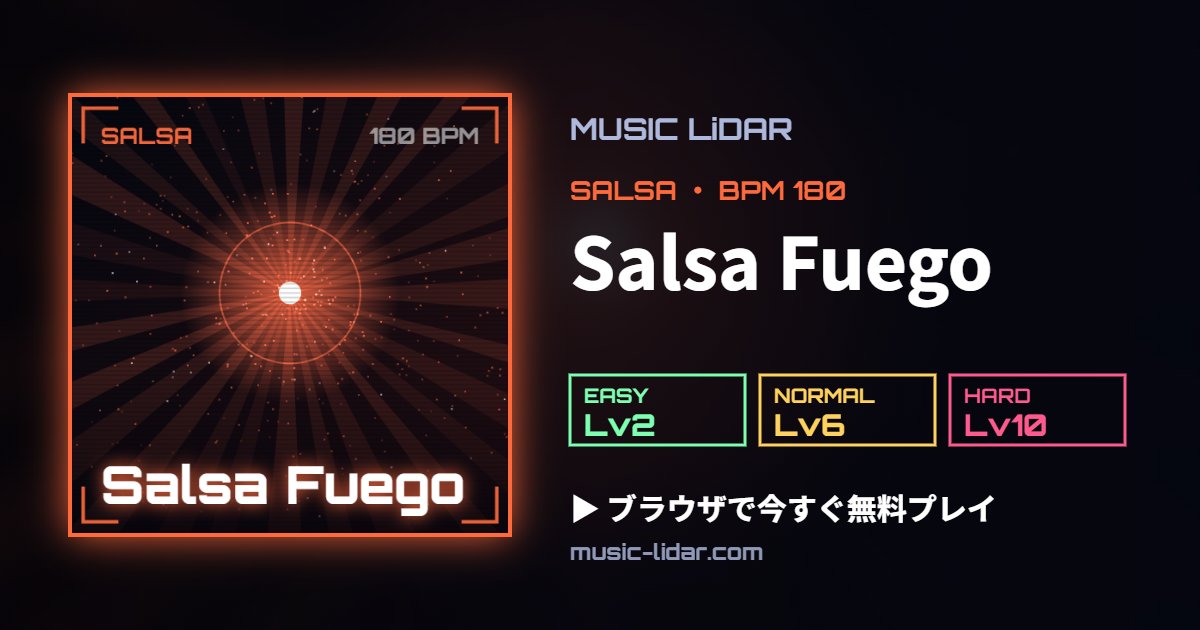 SALSA
180 BPM
Salsa Fuego
MUSIC LiDAR
SALSA • BPM 180
Salsa Fuego
EASY
Lv2
NORMAL
Lv6
HARD
Lv10
▶ ブラウザで今すぐ無料プレイ
music-lidar.com